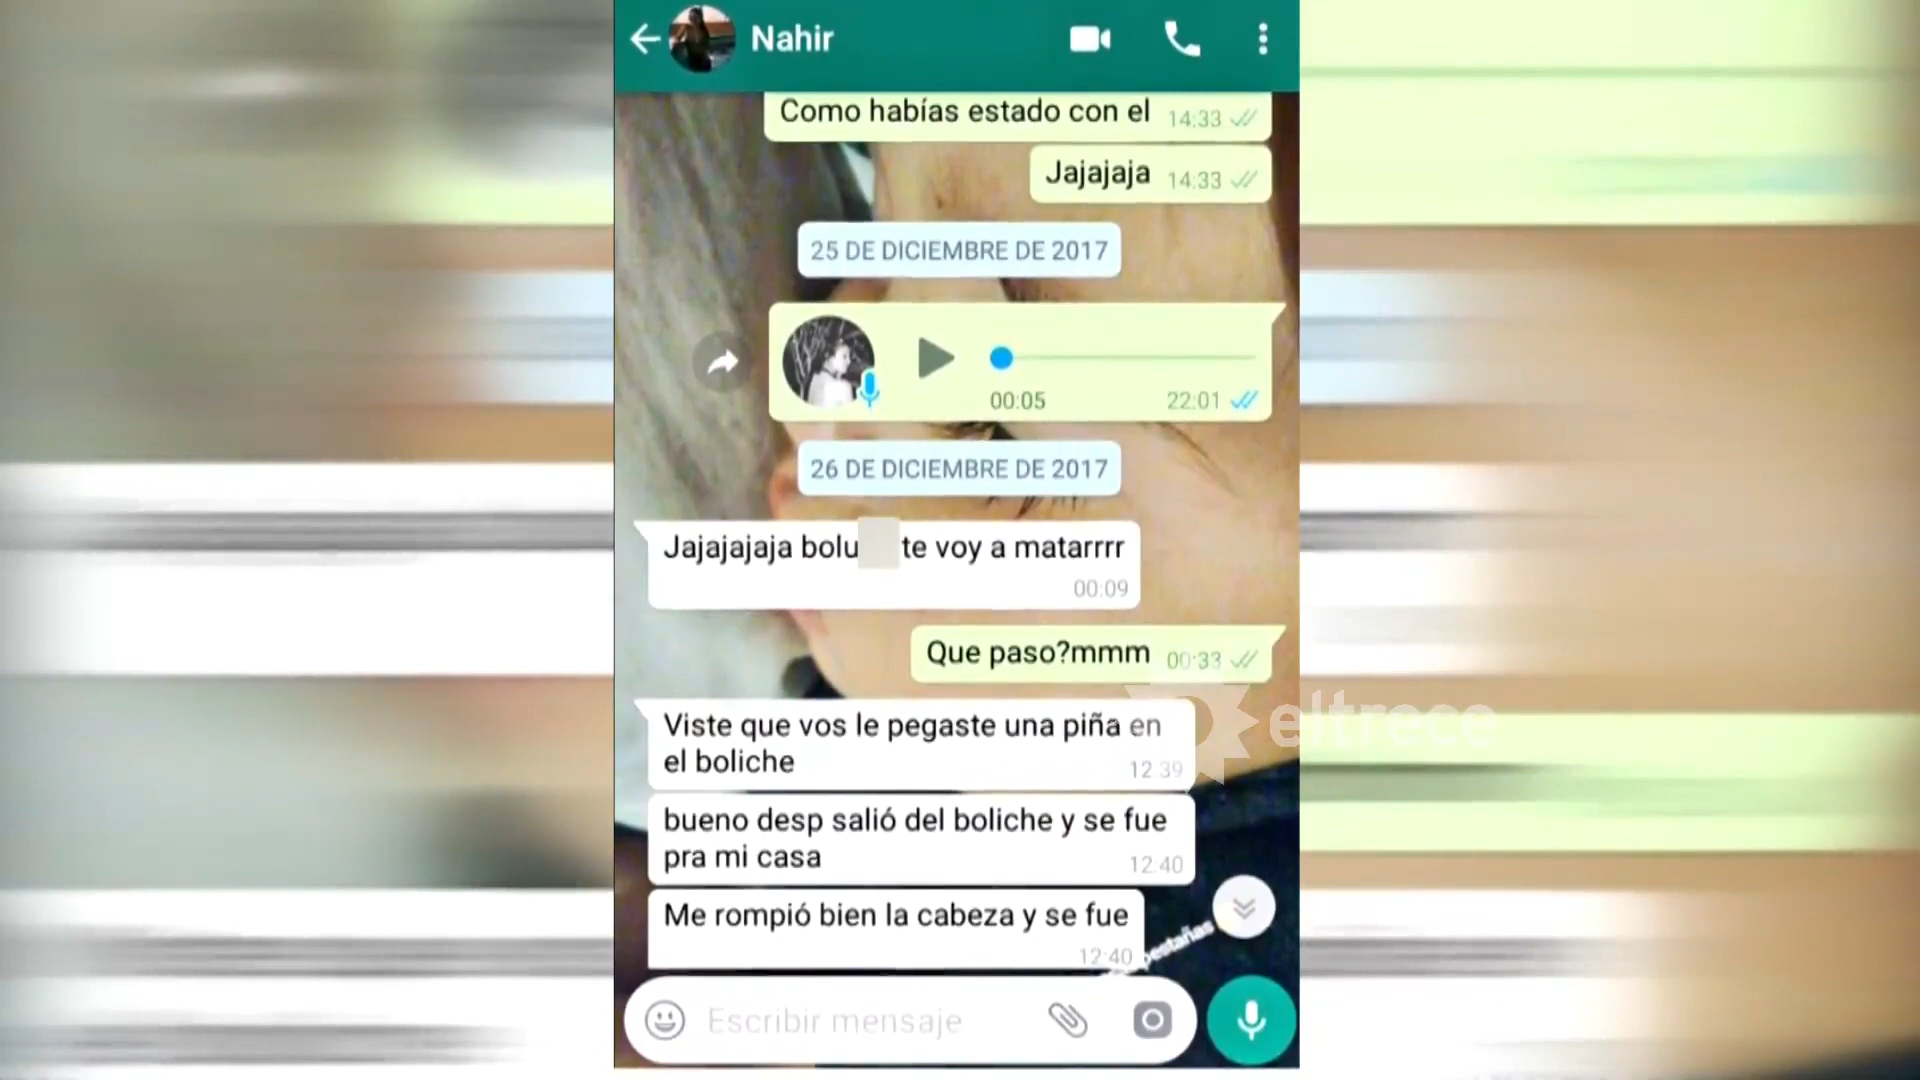 Nahir
Como habías estado con el 14:33
Jajajaja 14:33
25 DE DICIEMBRE DE 2017
00:05 22:01
26 DE DICIEMBRE DE 2017
Jajajajaja bolu te voy a matarrrr
00:09
Que paso?mmm 00:33
Viste que vos le pegaste una piña en
el boliche 12:39
eltrece
bueno desp salió del boliche y se fue
pra mi casa 12:40
Me rompió bien la cabeza y se fue
12:40
pestañas
Escribir mensaje